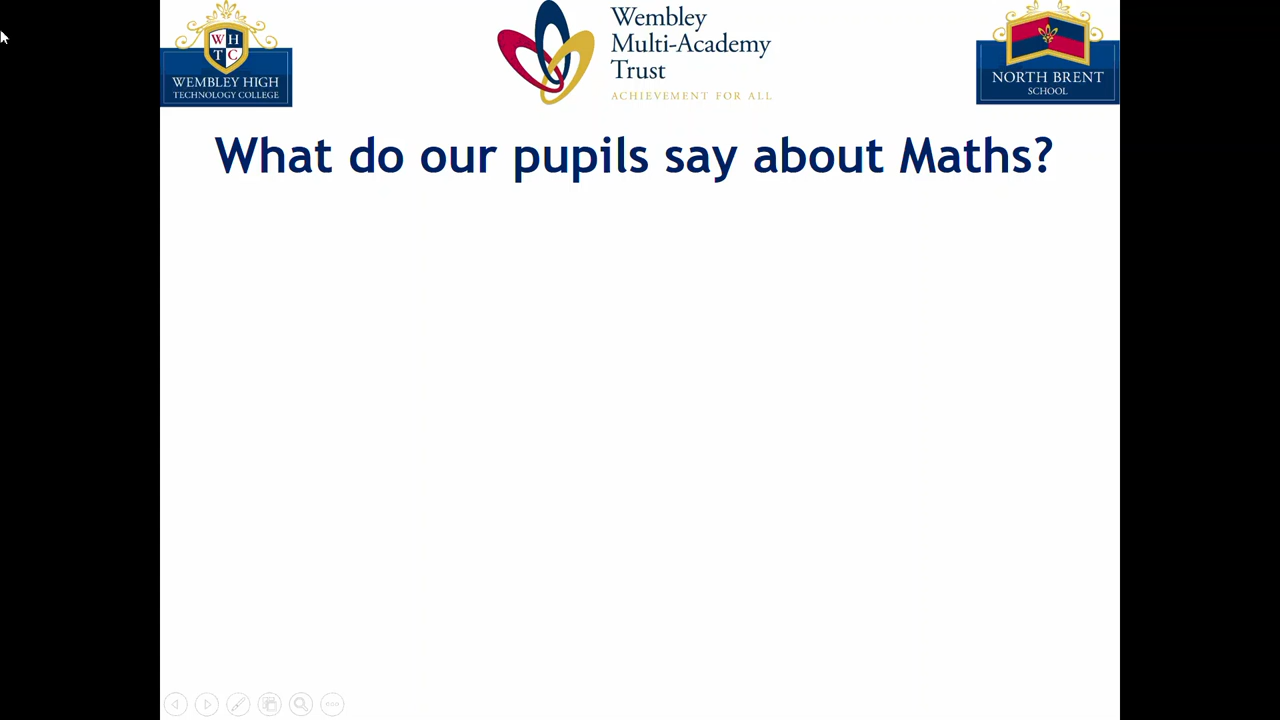 W H
T C
WEMBLEY HIGH
TECHNOLOGY COLLEGE
Wembley
Multi-Academy
Trust
ACHIEVEMENT FOR ALL
NORTH BRENT
SCHOOL
What do our pupils say about Maths?